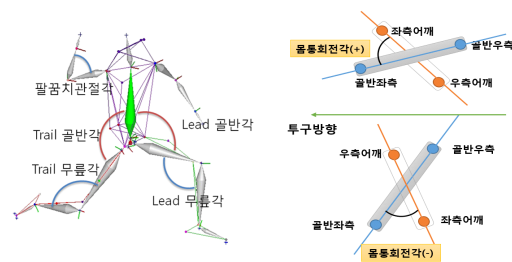 팔꿈치관절각
Trail 골반각
Lead 골반각
Trail 무릎각
Lead 무릎각
좌측어깨
골반우측
몸통회전각(+)
골반좌측
우측어깨
투구방향
우측어깨
골반우측
골반좌측
좌측어깨
몸통회전각(-)